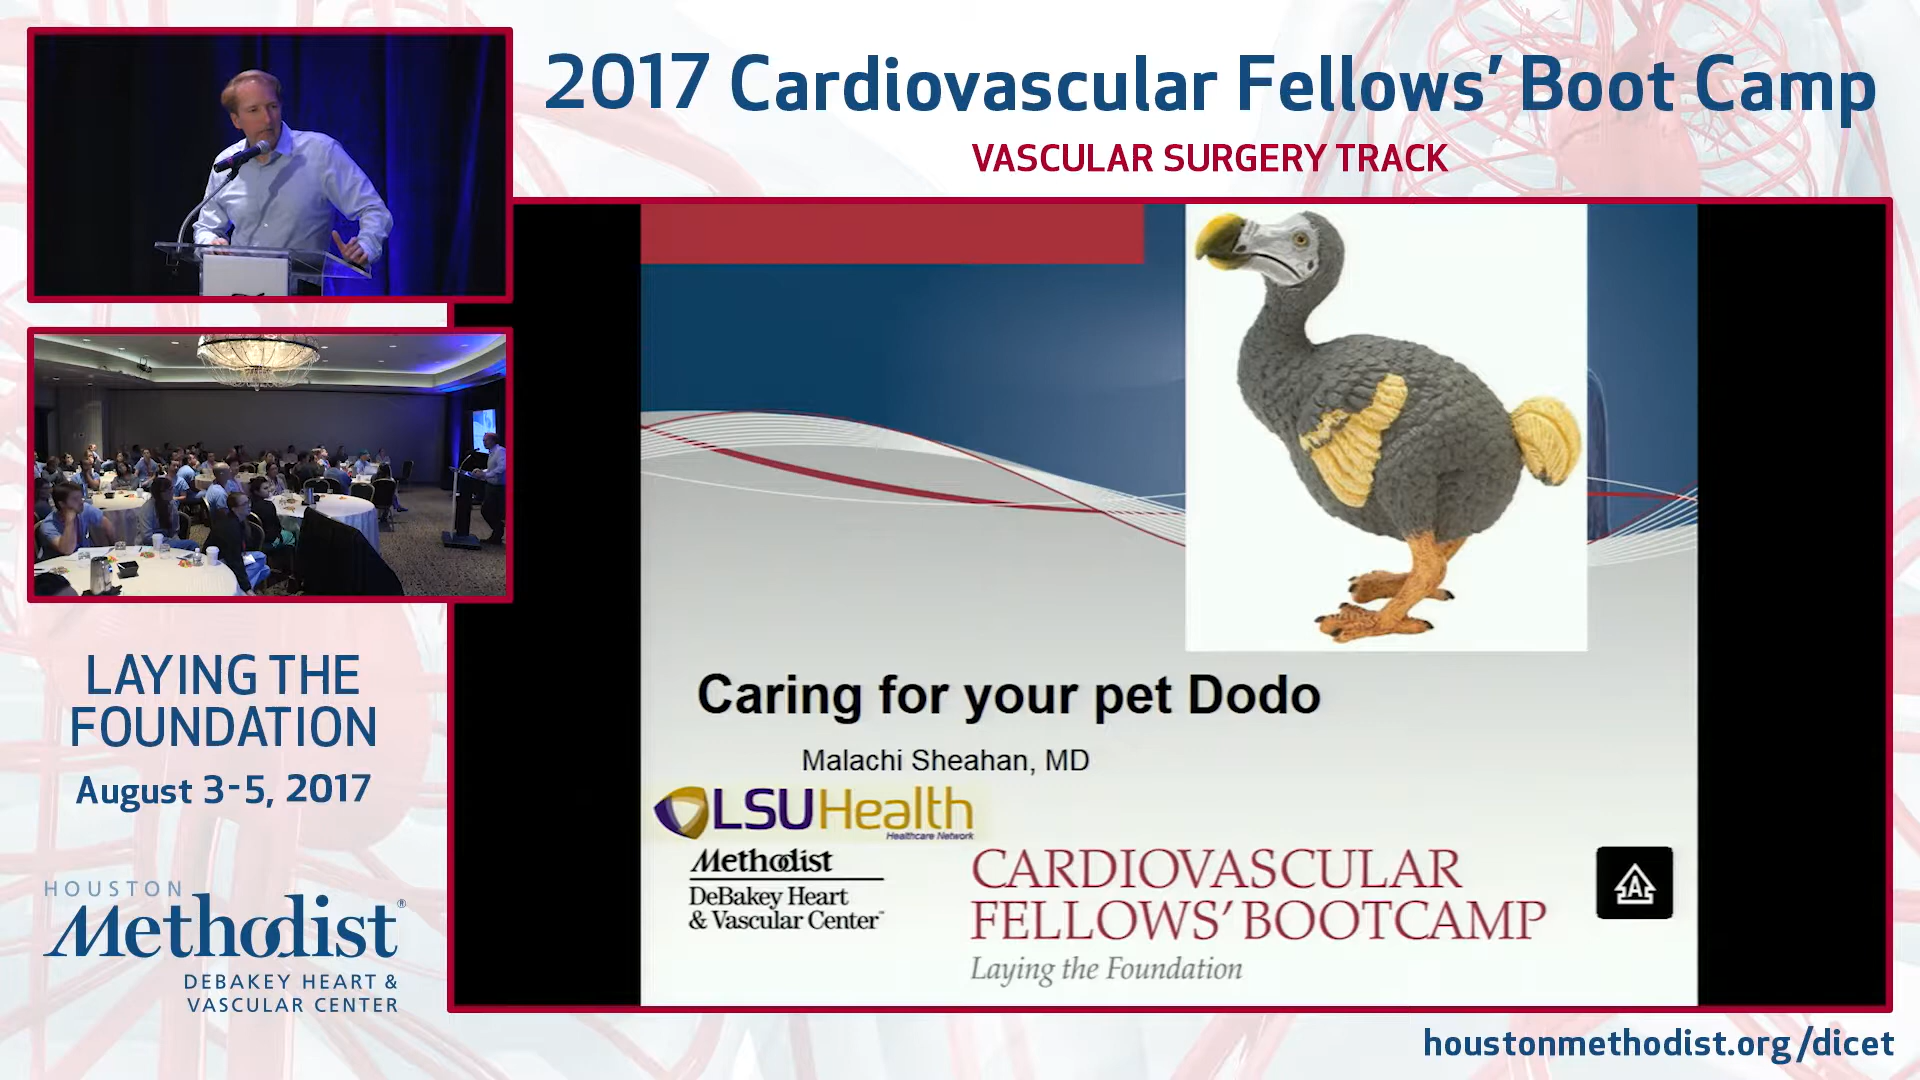 2017 Cardiovascular Fellows’ Boot Camp
VASCULAR SURGERY TRACK
Caring for your pet Dodo
Malachi Sheahan, MD
LSUHealth
Healthcare Network
Methodist
DeBakey Heart
& Vascular Center℠
CARDIOVASCULAR
FELLOWS’ BOOTCAMP
Laying the Foundation
A
LAYING THE
FOUNDATION
August 3-5, 2017
HOUSTON
Methodist®
DEBAKEY HEART &
VASCULAR CENTER
houstonmethodist.org/dicet